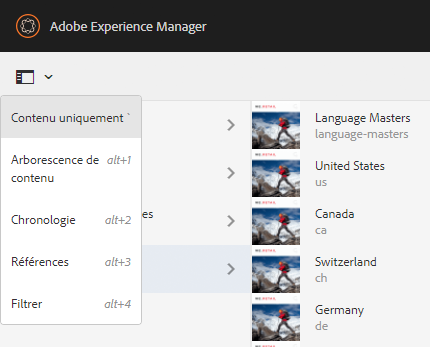 Adobe Experience Manager
Contenu uniquement `
Arborescence de alt+1
contenu
Chronologie alt+2
Références alt+3
Filtrer alt+4
es
Language Masters
language-masters
United States
us
Canada
ca
Switzerland
ch
Germany
de